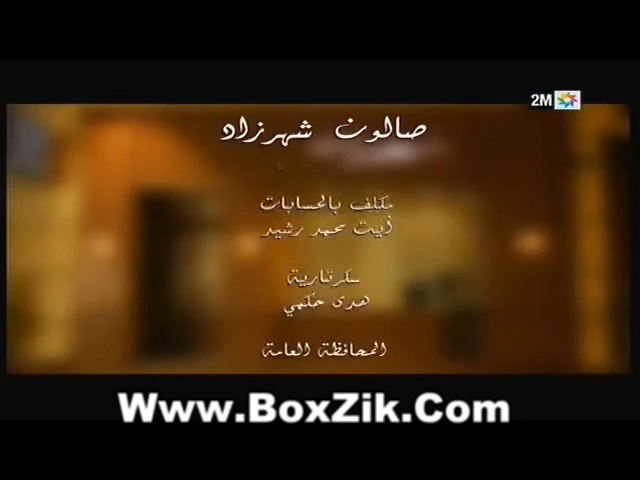 2M
صالون شهرزاد
مكلف بالحسابات
أيت محمد رشيد
سكرتارية
هدى حكمي
المحافظة العامة
Www.BoxZik.Com